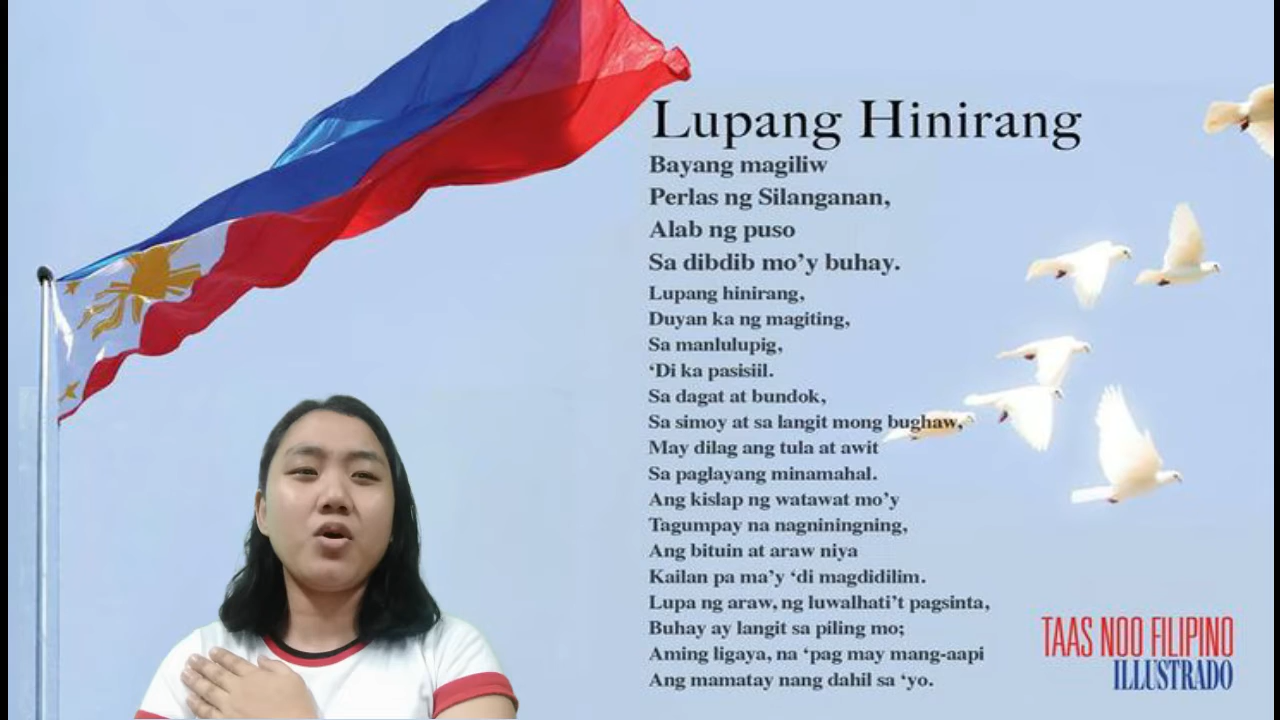 Lupang Hinirang
Bayang magiliw
Perlas ng Silanganan,
Alab ng puso
Sa dibdib mo’y buhay.
Lupang hinirang,
Duyan ka ng magiting,
Sa manlulupig,
‘Di ka pasisiil.
Sa dagat at bundok,
Sa simoy at sa langit mong bughaw,
May dilag ang tula at awit
Sa paglayang minamahal.
Ang kislap ng watawat mo’y
Tagumpay na nagniningning,
Ang bituin at araw niya
Kailan pa ma’y ‘di magdidilim.
Lupa ng araw, ng luwalhati’t pagsinta,
Buhay ay langit sa piling mo;
Aming ligaya, na ‘pag may mang-aapi
Ang mamatay nang dahil sa ‘yo.
TAAS NOO FILIPINO
ILLUSTRADO